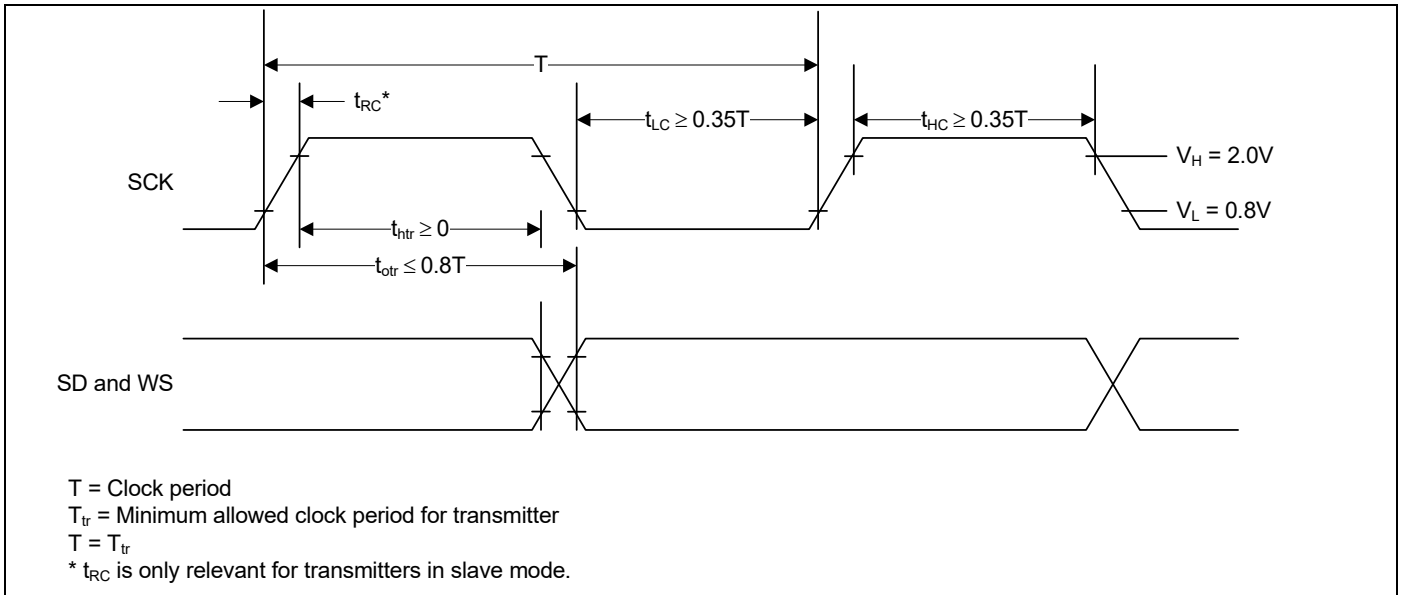 T
tRC*
tLC ≥ 0.35T
tHC ≥ 0.35T
VH = 2.0V
SCK
VL = 0.8V
thtr ≥ 0
totr ≤ 0.8T
SD and WS
T = Clock period
Ttr = Minimum allowed clock period for transmitter
T = Ttr
* tRC is only relevant for transmitters in slave mode.